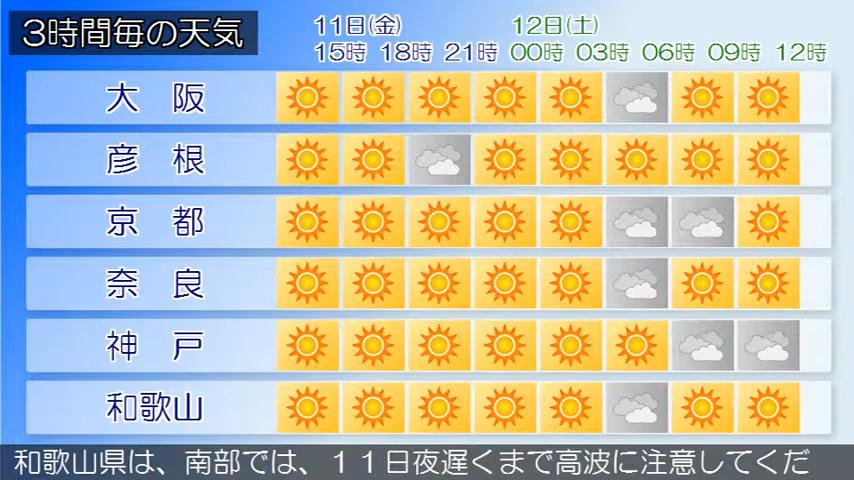 3時間毎の天気
11日(金) 12日(土)
15時 18時 21時 00時 03時 06時 09時 12時
大 阪
彦 根
京 都
奈 良
神 戸
和歌山
和歌山県は、南部では、11日夜遅くまで高波に注意してくだ